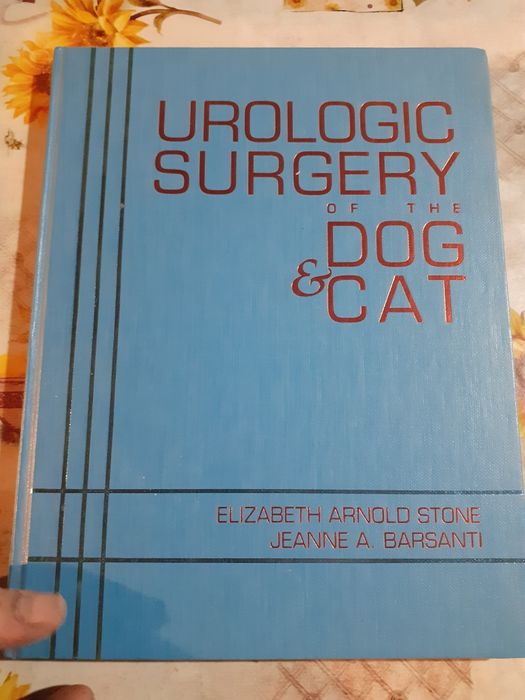 UROLOGIC
SURGERY
OF THE
DOG
& CAT
ELIZABETH ARNOLD STONE
JEANNE A. BARSANTI